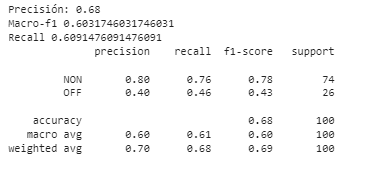 Precisión: 0.68
Macro-f1 0.6031746031746031
Recall 0.6091476091476091
precision recall f1-score support
NON 0.80 0.76 0.78 74
OFF 0.40 0.46 0.43 26
accuracy 0.68 100
macro avg 0.60 0.61 0.60 100
weighted avg 0.70 0.68 0.69 100